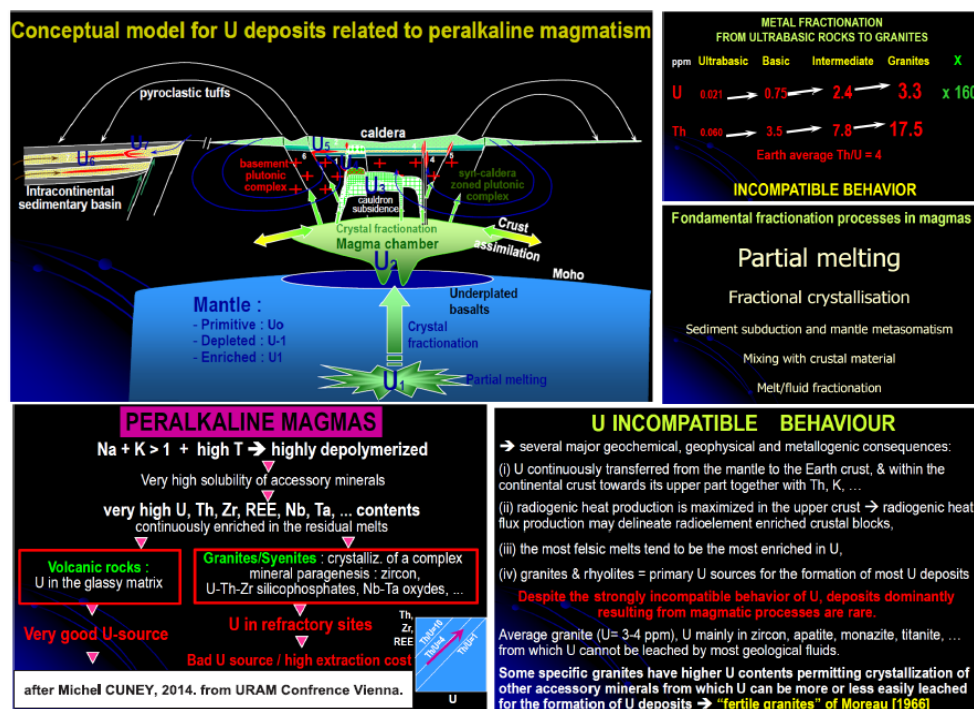 Conceptual model for U deposits related to peralkaline magmatism
pyroclastic tuffs
caldera
U7
U6
U5
6
1
4
5
basement
plutonic
complex
U3
syn-caldera
zoned plutonic
complex
Intracontinental
sedimentary basin
cauldron
subsidence
Crystal fractionation
Magma chamber
Crust
assimilation
U2
Moho
Mantle :
- Primitive : Uo
- Depleted : U-1
- Enriched : U1
Underplated
basalts
Crystal
fractionation
U1
Partial melting
METAL FRACTIONATION
FROM ULTRABASIC ROCKS TO GRANITES
ppm Ultrabasic Basic Intermediate Granites X
U 0.021 0.75 2.4 3.3 x 160
Th 0.060 3.5 7.8 17.5
Earth average Th/U = 4
INCOMPATIBLE BEHAVIOR
Fondamental fractionation processes in magmas
Partial melting
Fractional crystallisation
Sediment subduction and mantle metasomatism
Mixing with crustal material
Melt/fluid fractionation
PERALKALINE MAGMAS
Na + K > 1 + high T → highly depolymerized
Very high solubility of accessory minerals
very high U, Th, Zr, REE, Nb, Ta, ... contents
continuously enriched in the residual melts
Volcanic rocks :
U in the glassy matrix
Granites/Syenites : crystalliz. of a complex
mineral paragenesis : zircon,
U-Th-Zr silicophosphates, Nb-Ta oxydes, ...
Very good U-source
U in refractory sites
Bad U source / high extraction cost
Th,
Zr,
REE
Th/U=10
Th/U=4
Th/U=1
U
after Michel CUNEY, 2014. from URAM Confrence Vienna.
U INCOMPATIBLE BEHAVIOUR
→ several major geochemical, geophysical and metallogenic consequences:
(i) U continuously transferred from the mantle to the Earth crust, & within the
continental crust towards its upper part together with Th, K, ...
(ii) radiogenic heat production is maximized in the upper crust → radiogenic heat
flux production may delineate radioelement enriched crustal blocks,
(iii) the most felsic melts tend to be the most enriched in U,
(iv) granites & rhyolites = primary U sources for the formation of most U deposits
Despite the strongly incompatible behavior of U, deposits dominantly
resulting from magmatic processes are rare.
Average granite (U= 3-4 ppm), U mainly in zircon, apatite, monazite, titanite, ...
from which U cannot be leached by most geological fluids.
Some specific granites have higher U contents permitting crystallization of
other accessory minerals from which U can be more or less easily leached
for the formation of U deposits → "fertile granites" of Moreau [1966]